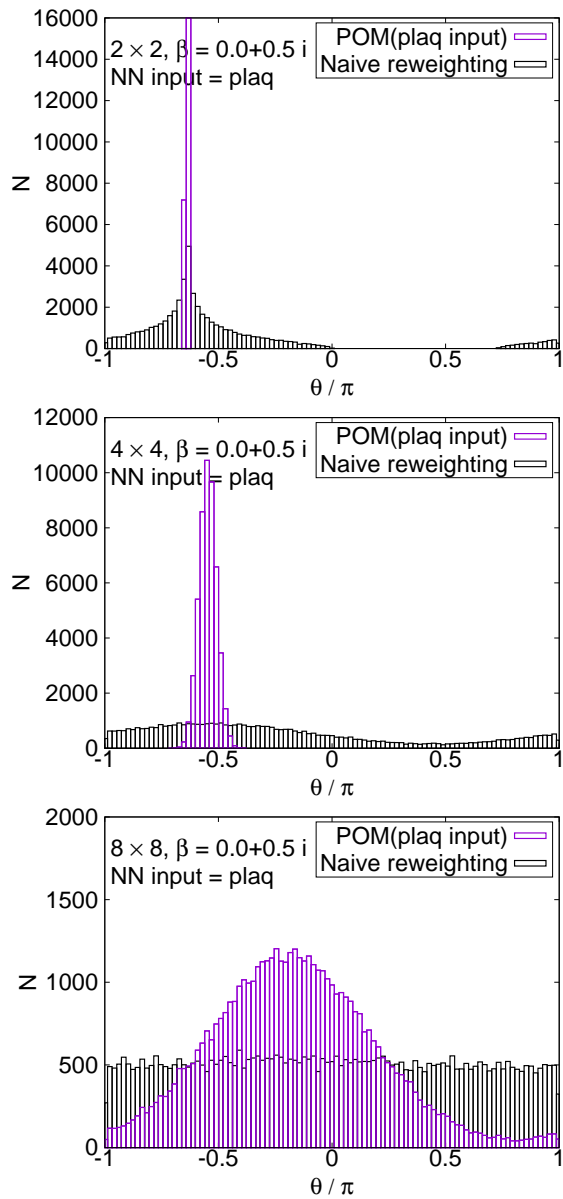 16000
14000
12000
10000
8000
6000
4000
2000
0
N
2 × 2, β = 0.0+0.5 i
NN input = plaq
POM(plaq input)
Naive reweighting
-1
-0.5
0
0.5
1
θ / π
12000
10000
8000
6000
4000
2000
0
N
4 × 4, β = 0.0+0.5 i
NN input = plaq
POM(plaq input)
Naive reweighting
-1
-0.5
0
0.5
1
θ / π
2000
1500
1000
500
0
N
8 × 8, β = 0.0+0.5 i
NN input = plaq
POM(plaq input)
Naive reweighting
-1
-0.5
0
0.5
1
θ / π